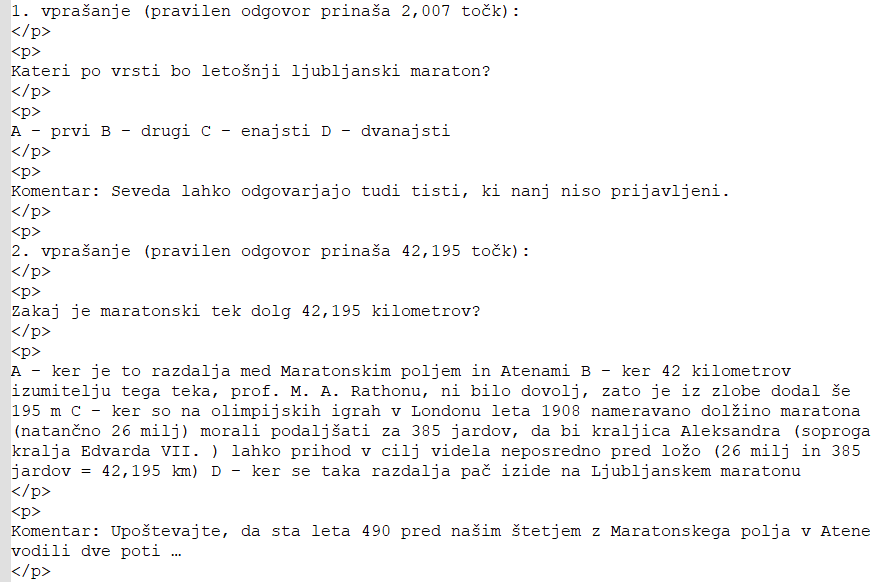 1. vprašanje (pravilen odgovor prinaša 2,007 točk):
</p>
<p>
Kateri po vrsti bo letošnji ljubljanski maraton?
</p>
<p>
A – prvi B – drugi C – enajsti D – dvanajsti
</p>
<p>
Komentar: Seveda lahko odgovarjajo tudi tisti, ki nanj niso prijavljeni.
</p>
<p>
2. vprašanje (pravilen odgovor prinaša 42,195 točk):
</p>
<p>
Zakaj je maratonski tek dolg 42,195 kilometrov?
</p>
<p>
A – ker je to razdalja med Maratonskim poljem in Atenami B – ker 42 kilometrov
izumitelju tega teka, prof. M. A. Rathonu, ni bilo dovolj, zato je iz zlobe dodal še
195 m C – ker so na olimpijskih igrah v Londonu leta 1908 nameravano dolžino maratona
(natančno 26 milj) morali podaljšati za 385 jardov, da bi kraljica Aleksandra (soproga
kralja Edvarda VII. ) lahko prihod v cilj videla neposredno pred ložo (26 milj in 385
jardov = 42,195 km) D – ker se taka razdalja pač izide na Ljubljanskem maratonu
</p>
<p>
Komentar: Upoštevajte, da sta leta 490 pred našim štetjem z Maratonskega polja v Atene
vodili dve poti …
</p>